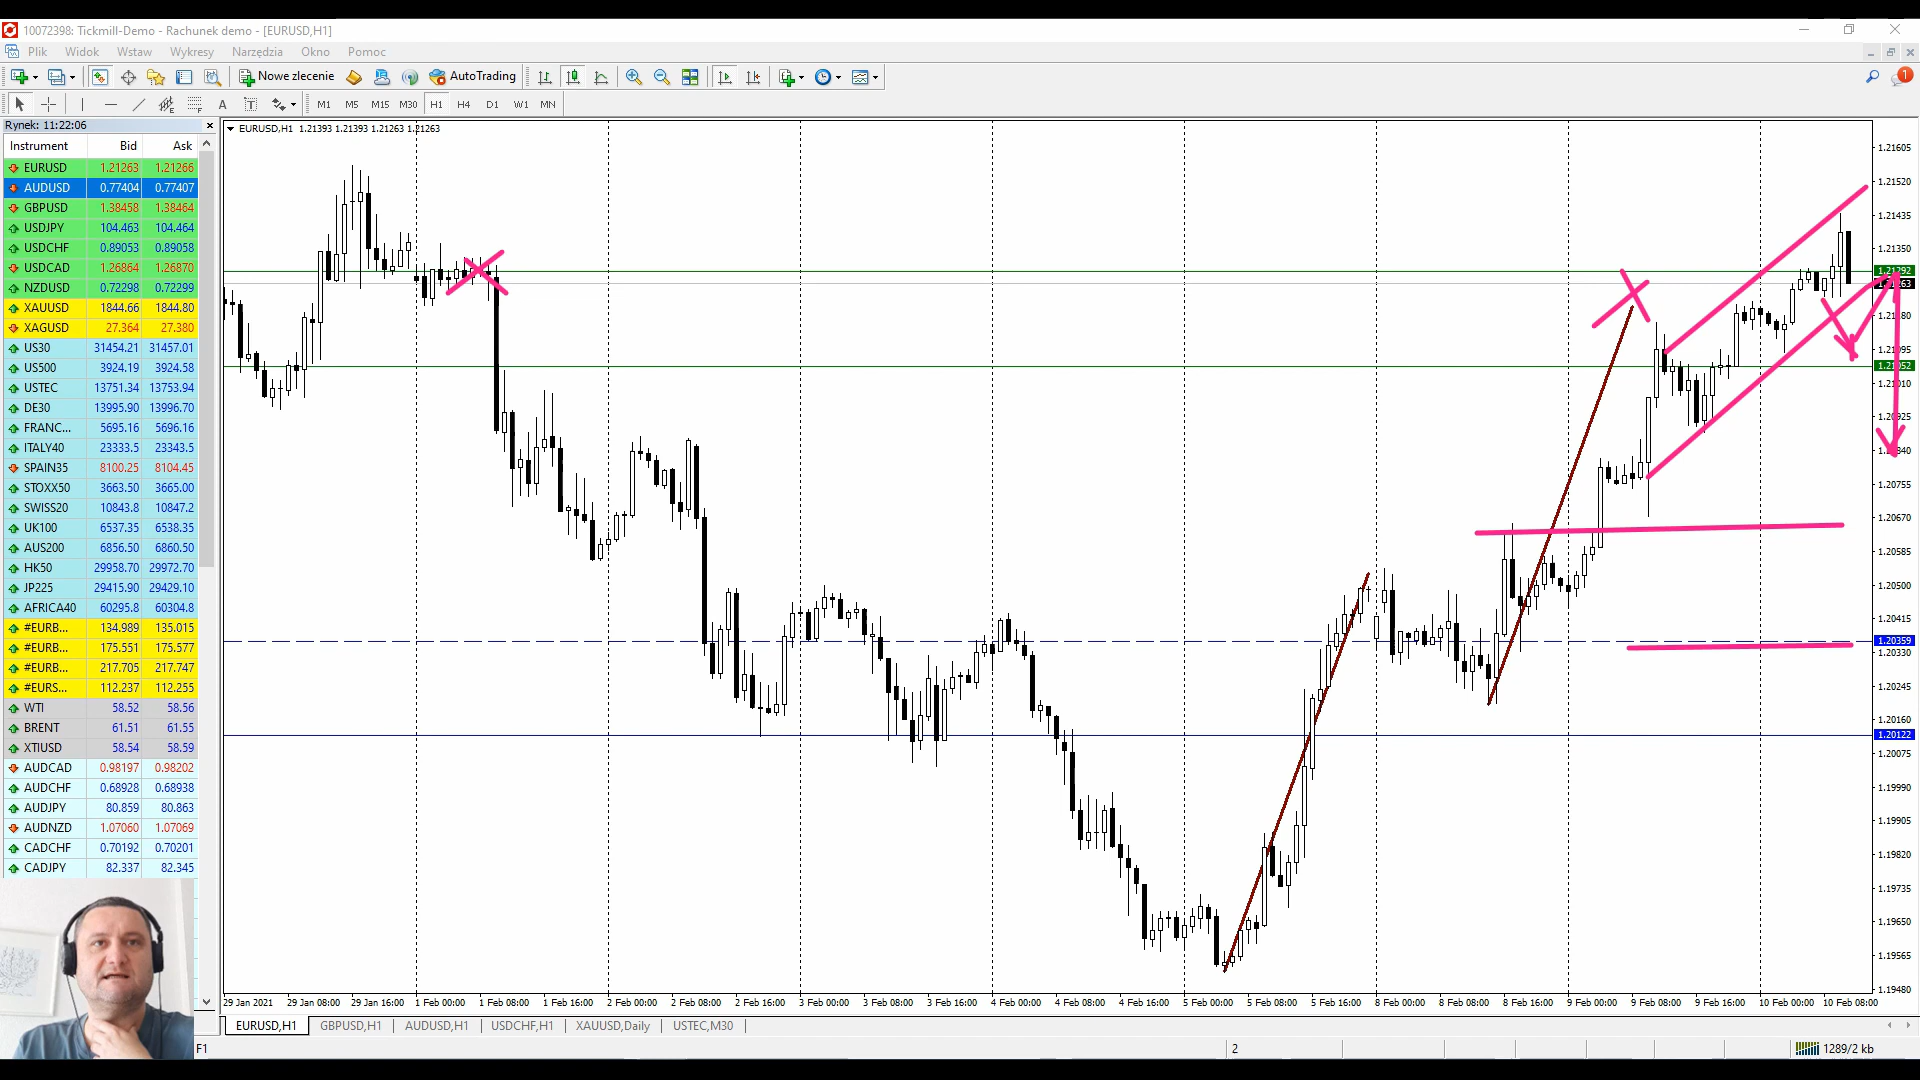 10072398: Tickmill-Demo - Rachunek demo - [EURUSD,H1]
Plik Widok Wstaw Wykresy Narzędzia Okno Pomoc
Nowe zlecenie AutoTrading
1
A T M1 M5 M15 M30 H1 H4 D1 W1 MN
Rynek: 11:22:06
Instrument Bid Ask
EURUSD 1.21263 1.21266
AUDUSD 0.77404 0.77407
GBPUSD 1.38458 1.38464
USDJPY 104.463 104.464
USDCHF 0.89053 0.89058
USDCAD 1.26864 1.26870
NZDUSD 0.72298 0.72299
XAUUSD 1844.66 1844.80
XAGUSD 27.364 27.380
US30 31454.21 31457.01
US500 3924.19 3924.58
USTEC 13751.34 13753.94
DE30 13995.90 13996.70
FRANC... 5695.16 5696.16
ITALY40 23333.5 23343.5
SPAIN35 8100.25 8104.45
STOXX50 3663.50 3665.00
SWISS20 10843.8 10847.2
UK100 6537.35 6538.35
AUS200 6856.50 6860.50
HK50 29958.70 29972.70
JP225 29415.90 29429.10
AFRICA40 60295.8 60304.8
#EURB... 134.989 135.015
#EURB... 175.551 175.577
#EURB... 217.705 217.747
#EURS... 112.237 112.255
WTI 58.52 58.56
BRENT 61.51 61.55
XTIUSD 58.54 58.59
AUDCAD 0.98197 0.98202
AUDCHF 0.68928 0.68938
AUDJPY 80.859 80.863
AUDNZD 1.07060 1.07069
CADCHF 0.70192 0.70201
CADJPY 82.337 82.345
EURUSD,H1 1.21393 1.21393 1.21263 1.21263
1.21605
1.21520
1.21435
1.21350
1.21292
1.21010
1.20755
1.20670
1.20585
1.20500
1.20415
1.20359
1.20330
1.20245
1.20160
1.20122
1.20075
1.19990
1.19905
1.19820
1.19735
1.19650
1.19565
1.19480
29 Jan 2021 29 Jan 08:00 29 Jan 16:00 1 Feb 00:00 1 Feb 08:00 1 Feb 16:00 2 Feb 00:00 2 Feb 08:00 2 Feb 16:00 3 Feb 00:00 3 Feb 08:00 3 Feb 16:00 4 Feb 00:00 4 Feb 08:00 4 Feb 16:00 5 Feb 00:00 5 Feb 08:00 5 Feb 16:00 8 Feb 00:00 8 Feb 08:00 8 Feb 16:00 9 Feb 00:00 9 Feb 08:00 9 Feb 16:00 10 Feb 00:00 10 Feb 08:00
EURUSD,H1 GBPUSD,H1 AUDUSD,H1 USDCHF,H1 XAUUSD,Daily USTEC,M30
F1 2 1289/2 kb